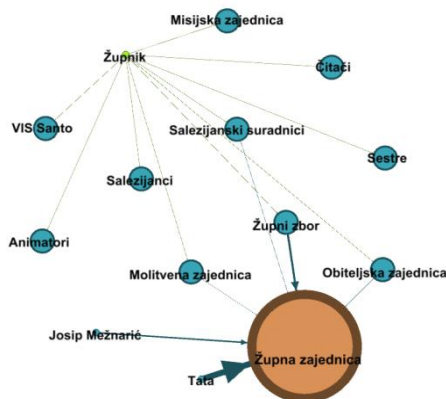 Misijska zajednica
Župnik
Čitači
VIS Santo
Salezijanski suradnici
Sestre
Salezijanci
Župni zbor
Animatori
Molitvena zajednica
Obiteljska zajednica
Josip Mežnarić
Župna zajednica
Tata